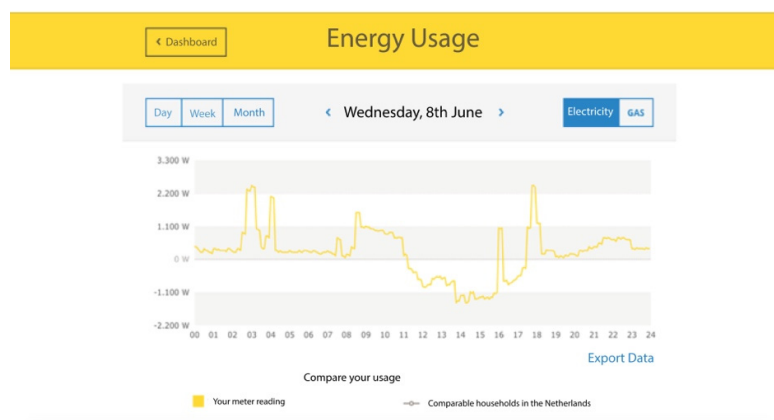 ‹ Dashboard
Energy Usage
Day Week Month
‹ Wednesday, 8th June ›
Electricity GAS
3.300 W
2.200 W
1.100 W
0 W
-1.100 W
-2.200 W
00 01 02 03 04 05 06 07 08 09 10 11 12 13 14 15 16 17 18 19 20 21 22 23 24
Export Data
Compare your usage
Your meter reading
Comparable households in the Netherlands